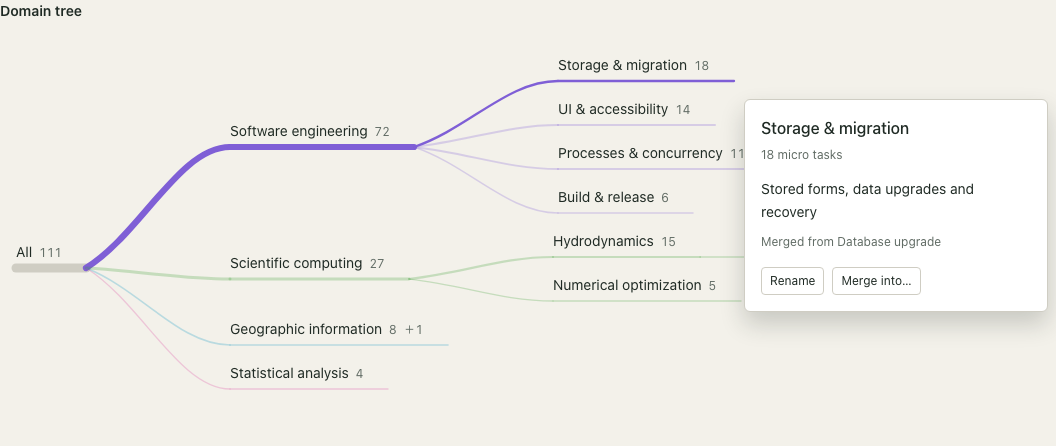 Domain tree
Storage & migration 18
UI & accessibility 14
Software engineering 72
Processes & concurrency 11
Build & release 6
All 111
Hydrodynamics 15
Scientific computing 27
Numerical optimization 5
Geographic information 8 +1
Statistical analysis 4
Storage & migration
18 micro tasks
Stored forms, data upgrades and
recovery
Merged from Database upgrade
Rename
Merge into…